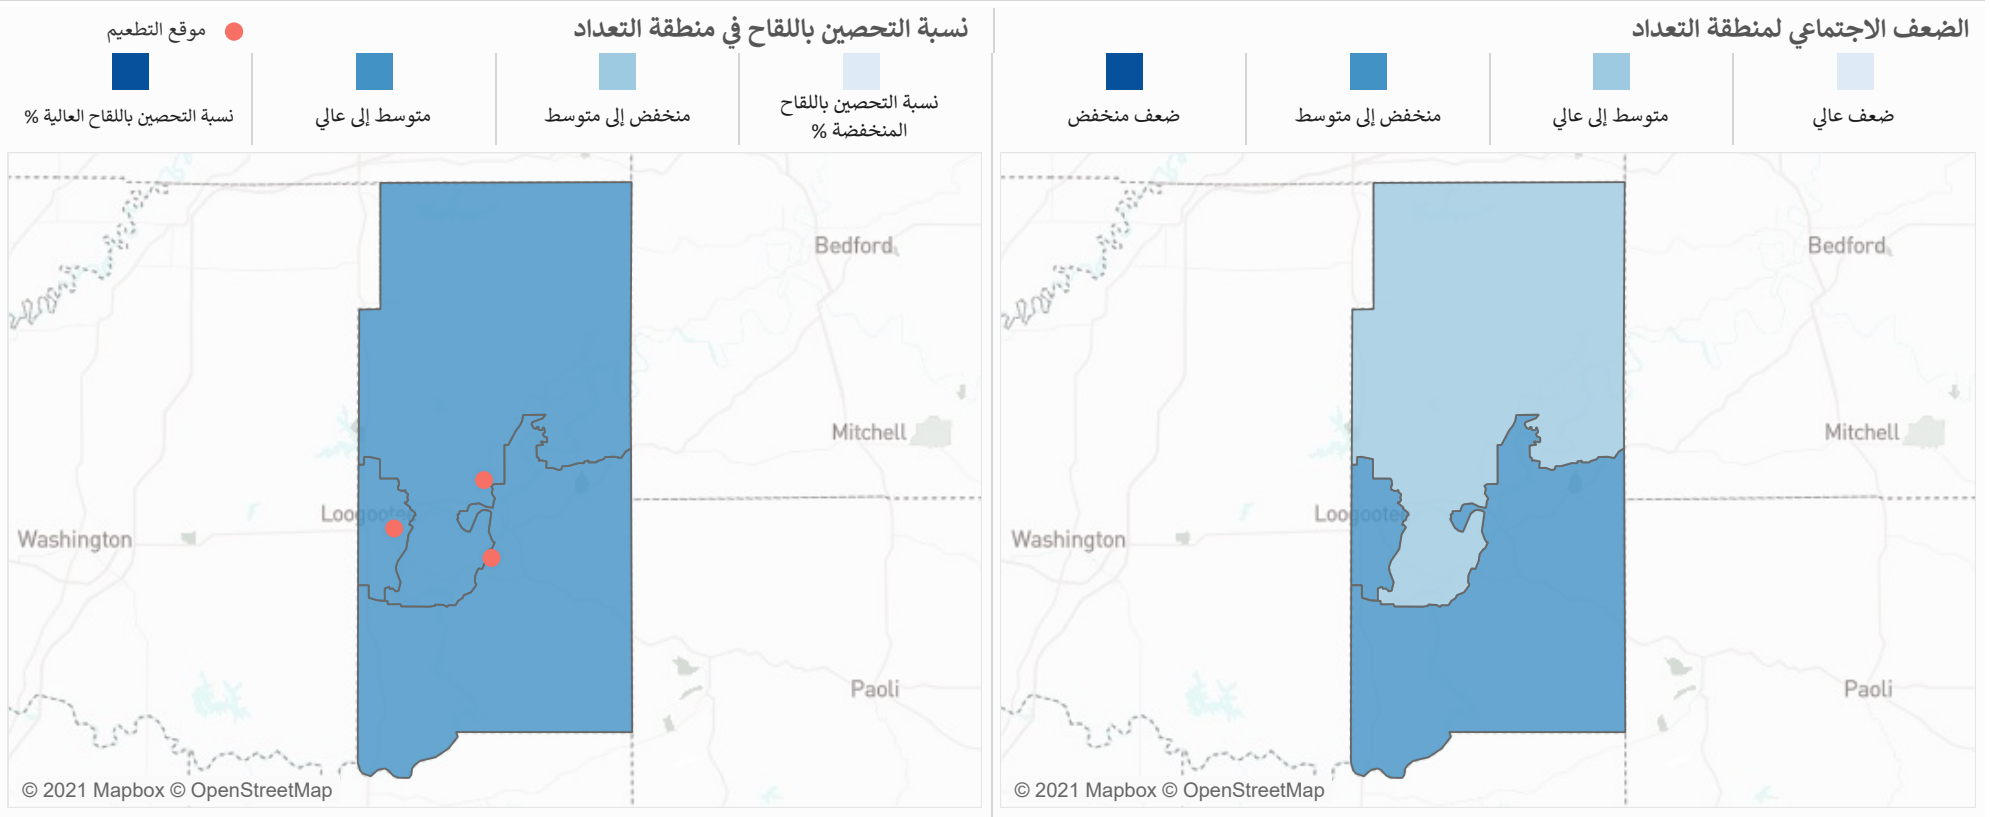 الضعف الاجتماعي لمنطقة التعداد
ضعف عالي
متوسط إلى عالي
منخفض إلى متوسط
ضعف منخفض
Bedford
Mitchell
Loogootee
Washington
Paoli
© 2021 Mapbox © OpenStreetMap
نسبة التحصين باللقاح في منطقة التعداد
موقع التطعيم
نسبة التحصين باللقاح
المنخفضة %
منخفض إلى متوسط
متوسط إلى عالي
نسبة التحصين باللقاح العالية %
Bedford
Mitchell
Loogootee
Washington
Paoli
© 2021 Mapbox © OpenStreetMap